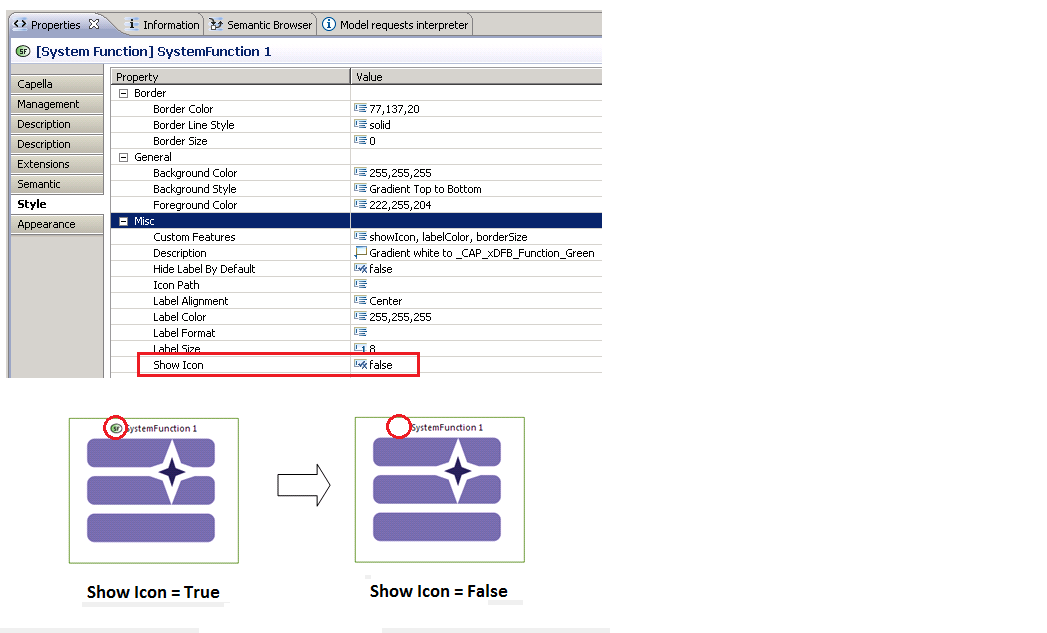 Properties Information Semantic Browser Model requests interpreter
SF [System Function] SystemFunction 1
Capella
Management
Description
Description
Extensions
Semantic
Style
Appearance
Property Value
Border
Border Color 77,137,20
Border Line Style solid
Border Size 0
General
Background Color 255,255,255
Background Style Gradient Top to Bottom
Foreground Color 222,255,204
Misc
Custom Features showIcon, labelColor, borderSize
Description Gradient white to _CAP_xDFB_Function_Green
Hide Label By Default false
Icon Path
Label Alignment Center
Label Color 255,255,255
Label Format
Label Size 8
Show Icon false
SF SystemFunction 1
SystemFunction 1
Show Icon = True
Show Icon = False